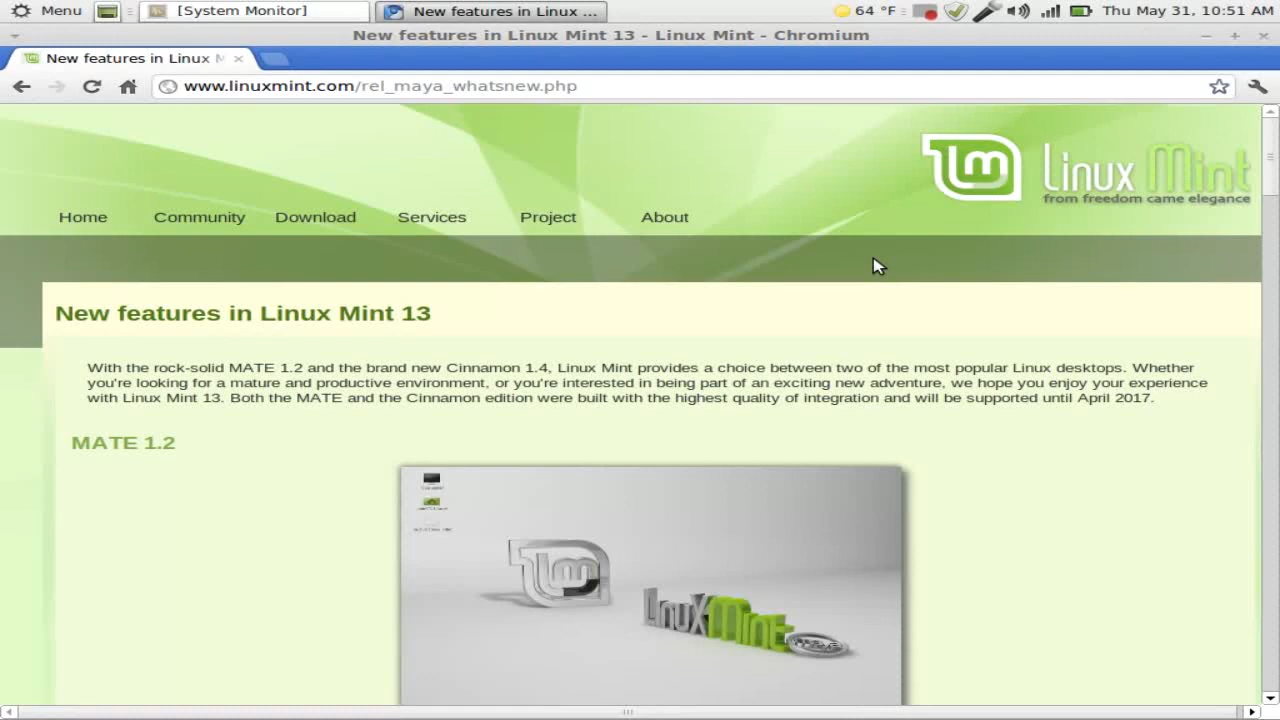 Menu [System Monitor] New features in Linux ... 64 °F Thu May 31, 10:51 AM
New features in Linux Mint 13 - Linux Mint - Chromium
New features in Linux M
www.linuxmint.com/rel_maya_whatsnew.php
Linux Mint
from freedom came elegance
Home Community Download Services Project About
New features in Linux Mint 13
With the rock-solid MATE 1.2 and the brand new Cinnamon 1.4, Linux Mint provides a choice between two of the most popular Linux desktops. Whether
you're looking for a mature and productive environment, or you're interested in being part of an exciting new adventure, we hope you enjoy your experience
with Linux Mint 13. Both the MATE and the Cinnamon edition were built with the highest quality of integration and will be supported until April 2017.
MATE 1.2
Linux Mint